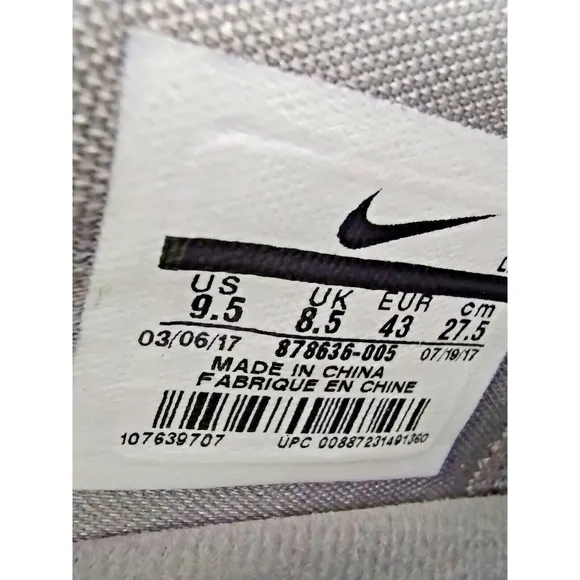 US UK EUR cm
9.5 8.5 43 27.5
03/06/17 878636-005 07/19/17
MADE IN CHINA
FABRIQUE EN CHINE
107639707 UPC 00887231491360